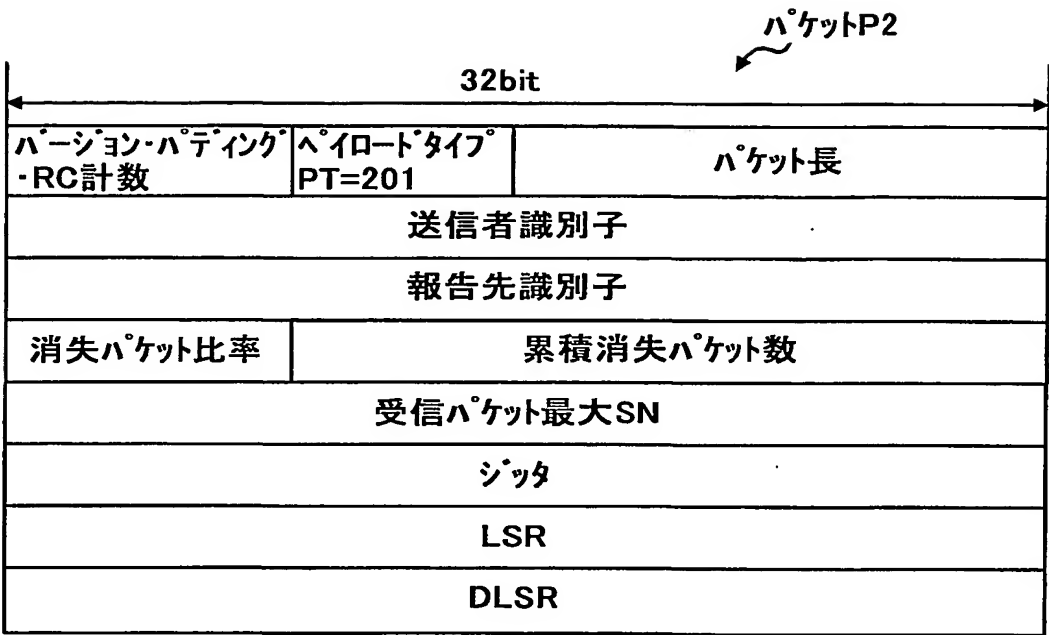 パケットP2
32bit
バージョン・パディング
・RC計数
ペイロードタイプ
PT=201
パケット長
送信者識別子
報告先識別子
消失パケット比率
累積消失パケット数
受信パケット最大SN
ジッタ
LSR
DLSR